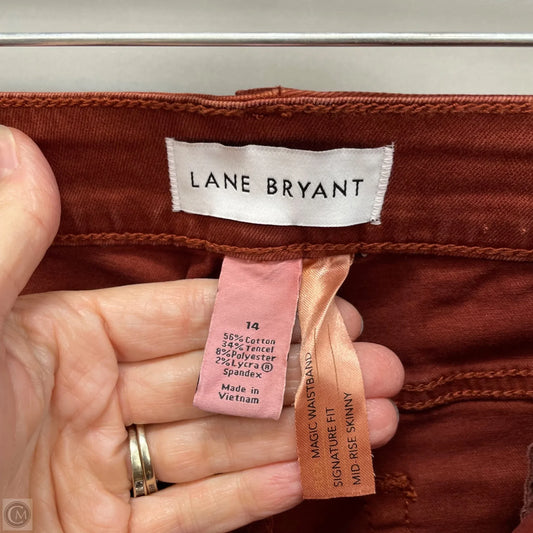 LANE BRYANT
14
56% Cotton
34% Tencel
8% Polyester
2% Lycra®
Spandex
Made in
Vietnam
MAGIC WAISTBAND
SIGNATURE FIT
MID-RISE SKINNY
CM